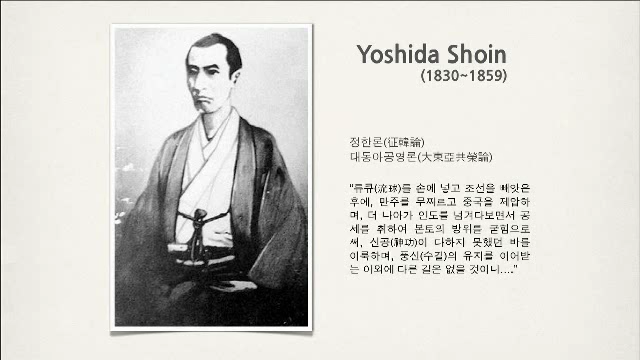 Yoshida Shoin
(1830~1859)
정한론(征韓論)
대동아공영론(大東亞共榮論)
"류큐(流球)를 손에 넣고 조선을 빼앗은
후에, 만주를 무찌르고 중국을 제압하
며, 더 나아가 인도를 넘겨다보면서 공
세를 취하여 본토의 방위를 굳힘으로
써, 신공(神功)이 다하지 못했던 바를
이룩하며, 풍신(수길)의 유지를 이어받
는 이외에 다른 길은 없을 것이니…."